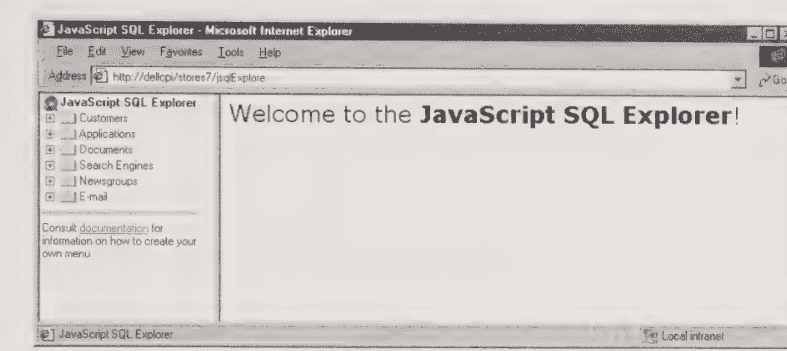 JavaScript SQL Explorer - Microsoft Internet Explorer
File Edit View Favorites Tools Help
Address http://dellcpi/stores7/jsqlExplore Go
JavaScript SQL Explorer
Customers
Applications
Documents
Search Engines
Newsgroups
E-mail
Consult documentation for
information on how to create your
own menu
Welcome to the JavaScript SQL Explorer!
JavaScript SQL Explorer Local intranet